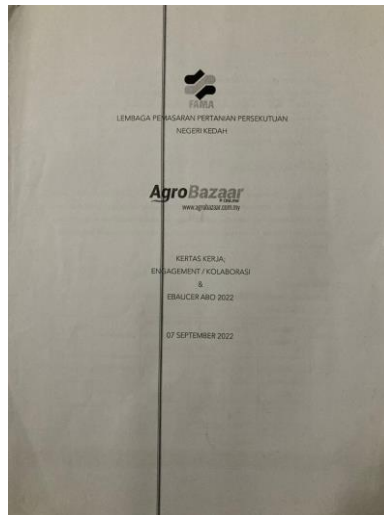 FAMA
LEMBAGA PEMASARAN PERTANIAN PERSEKUTUAN
NEGERI KEDAH
AgroBazaar
ONLINE
www.agrobazaar.com.my
KERTAS KERJA;
ENGAGEMENT / KOLABORASI
&
EBAUCER ABO 2022
07 SEPTEMBER 2022